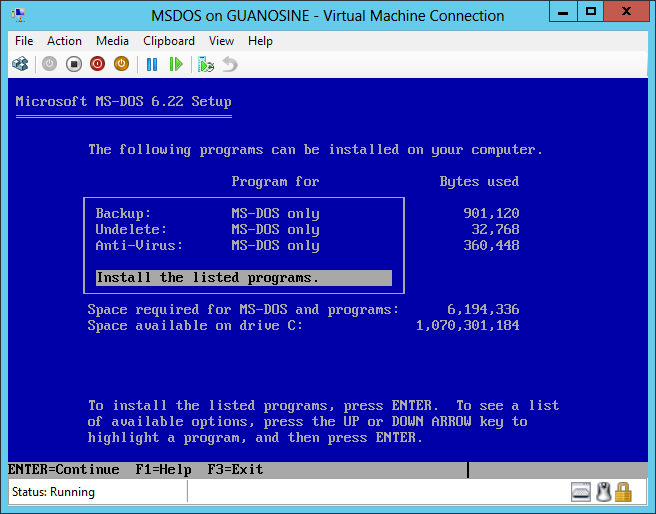 MSDOS on GUANOSINE - Virtual Machine Connection
File Action Media Clipboard View Help
Microsoft MS-DOS 6.22 Setup
The following programs can be installed on your computer.
Program for Bytes used
Backup: MS-DOS only 901,120
Undelete: MS-DOS only 32,768
Anti-Virus: MS-DOS only 360,448
Install the listed programs.
Space required for MS-DOS and programs: 6,194,336
Space available on drive C: 1,070,301,184
To install the listed programs, press ENTER. To see a list
of available options, press the UP or DOWN ARROW key to
highlight a program, and then press ENTER.
ENTER=Continue F1=Help F3=Exit
Status: Running